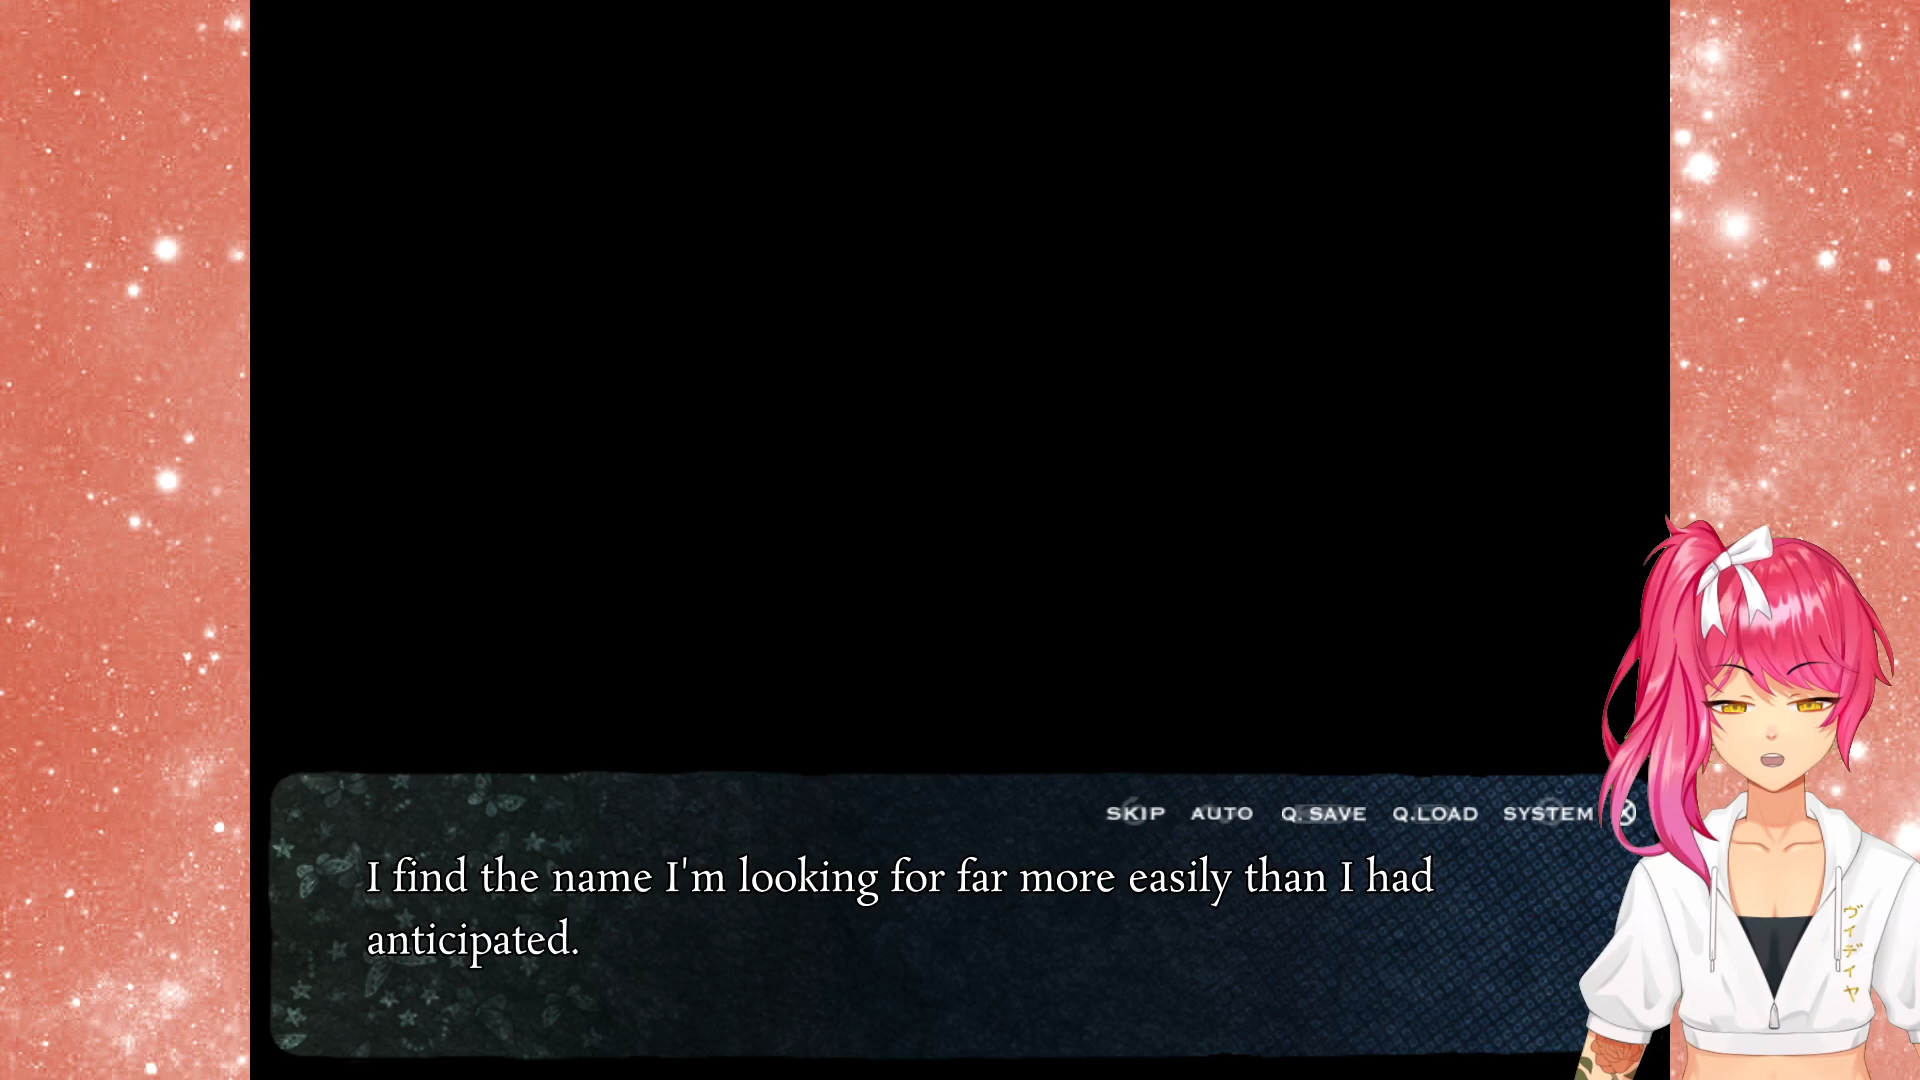 SKIP AUTO Q. SAVE Q.LOAD SYSTEM
I find the name I'm looking for far more easily than I had
anticipated.
ヴィディヤ